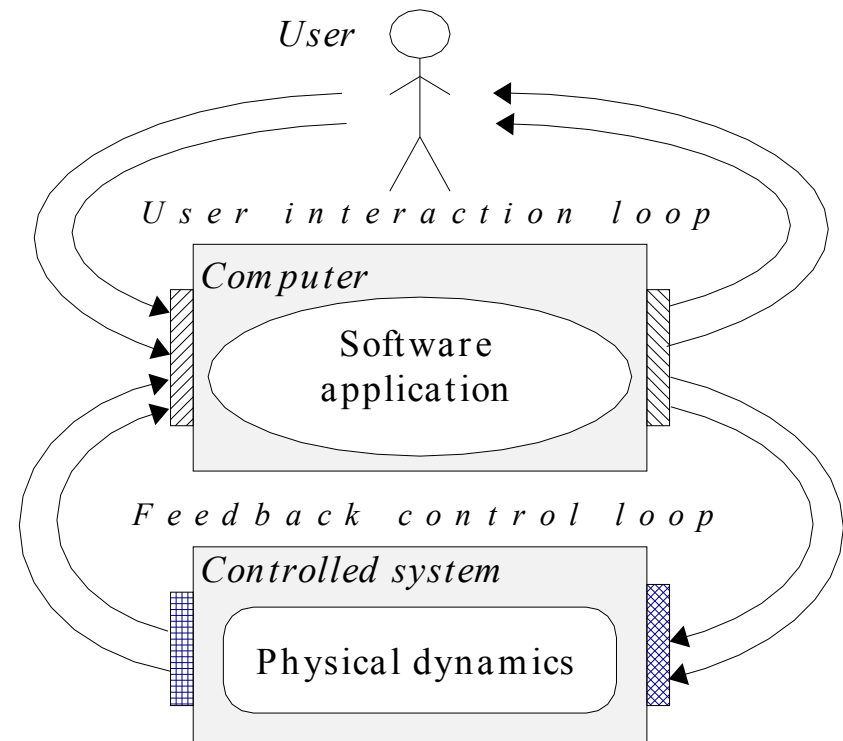 User
User interaction loop
Computer
Software
application
Feedback control loop
Controlled system
Physical dynamics